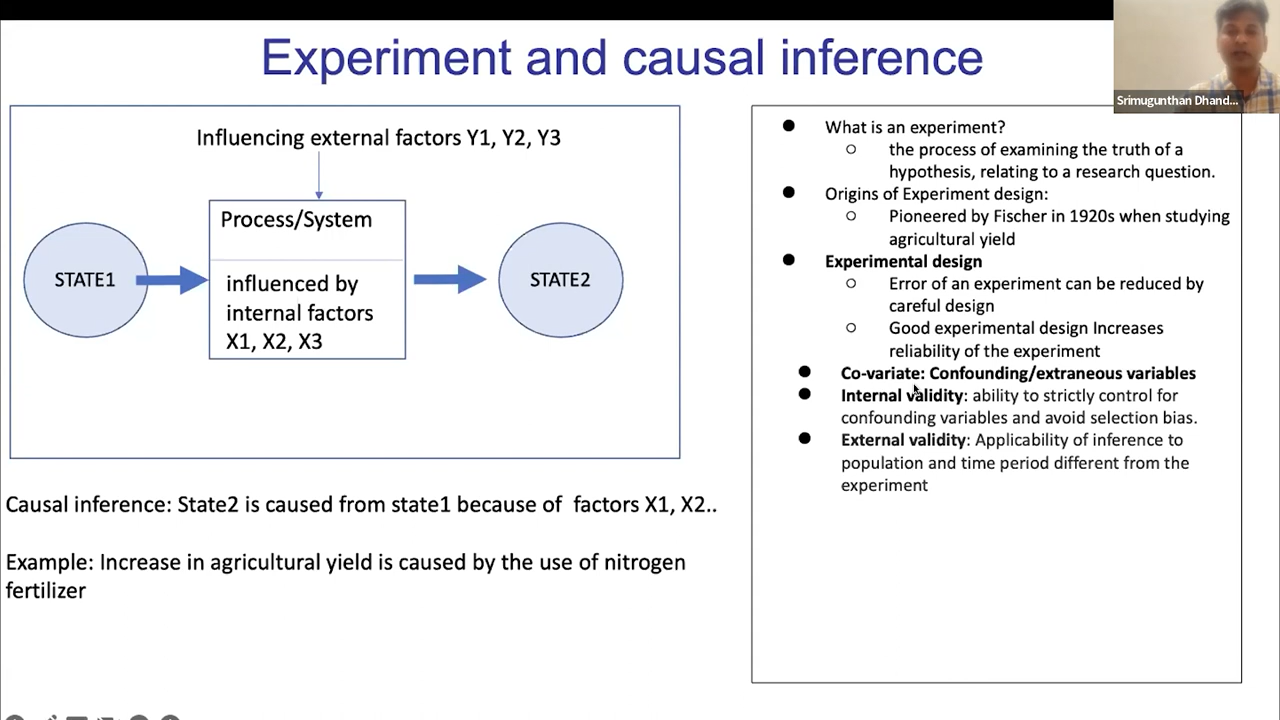 Experiment and causal inference
Srimugunthan Dhand...
Influencing external factors Y1, Y2, Y3
Process/System
STATE1
influenced by
internal factors
X1, X2, X3
STATE2
Causal inference: State2 is caused from state1 because of factors X1, X2..
Example: Increase in agricultural yield is caused by the use of nitrogen
fertilizer
● What is an experiment?
○ the process of examining the truth of a
hypothesis, relating to a research question.
● Origins of Experiment design:
○ Pioneered by Fischer in 1920s when studying
agricultural yield
● Experimental design
○ Error of an experiment can be reduced by
careful design
○ Good experimental design Increases
reliability of the experiment
● Co-variate: Confounding/extraneous variables
● Internal validity: ability to strictly control for
confounding variables and avoid selection bias.
● External validity: Applicability of inference to
population and time period different from the
experiment